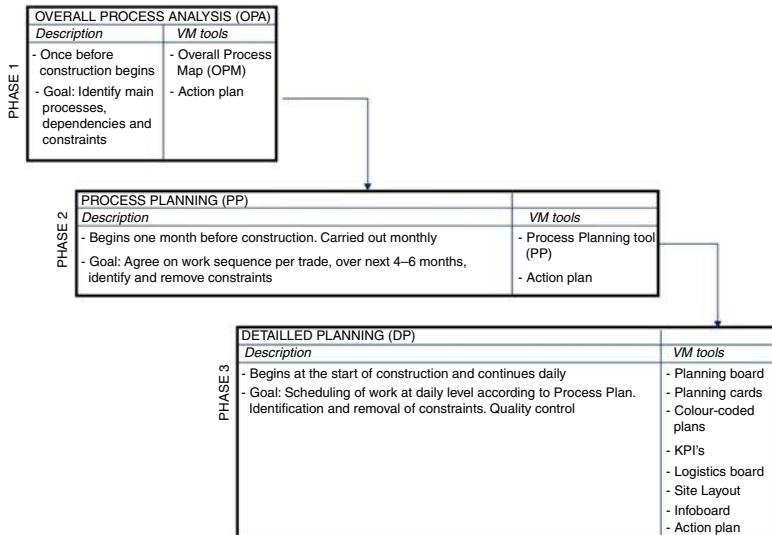 PHASE 1
OVERALL PROCESS ANALYSIS (OPA)
Description
VM tools
- Once before
construction begins
- Goal: Identify main
processes,
dependencies and
constraints
- Overall Process
Map (OPM)
- Action plan
PHASE 2
PROCESS PLANNING (PP)
Description
VM tools
- Begins one month before construction. Carried out monthly
- Goal: Agree on work sequence per trade, over next 4–6 months,
identify and remove constraints
- Process Planning tool
(PP)
- Action plan
PHASE 3
DETAILLED PLANNING (DP)
Description
VM tools
- Begins at the start of construction and continues daily
- Goal: Scheduling of work at daily level according to Process Plan.
Identification and removal of constraints. Quality control
- Planning board
- Planning cards
- Colour-coded
plans
- KPI's
- Logistics board
- Site Layout
- Infoboard
- Action plan